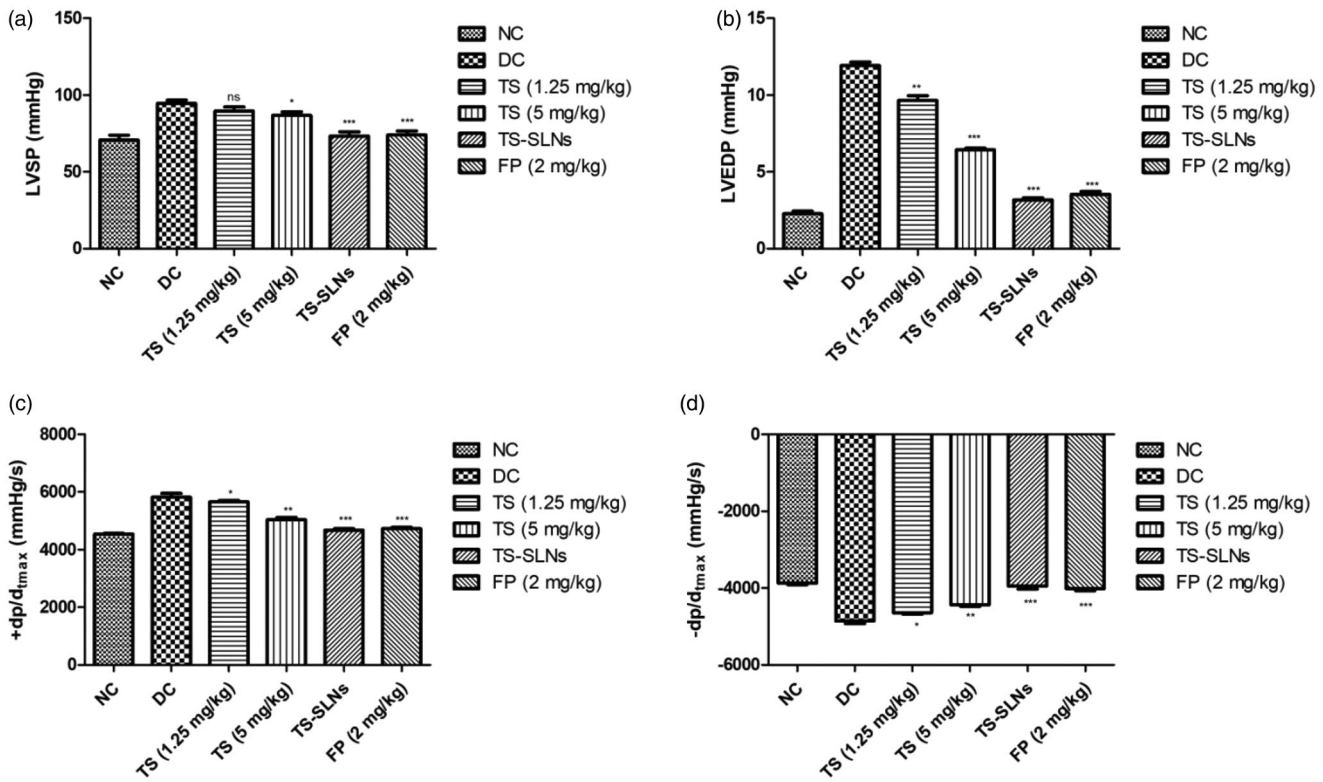 (a)
LVSP (mmHg)
150
100
50
0
ns
*
***
***
NC
DC
TS (1.25 mg/kg)
TS (5 mg/kg)
TS-SLNs
FP (2 mg/kg)
NC
DC
TS (1.25 mg/kg)
TS (5 mg/kg)
TS-SLNs
FP (2 mg/kg)
(b)
LVEDP (mmHg)
15
10
5
0
**
***
***
***
NC
DC
TS (1.25 mg/kg)
TS (5 mg/kg)
TS-SLNs
FP (2 mg/kg)
NC
DC
TS (1.25 mg/kg)
TS (5 mg/kg)
TS-SLNs
FP (2 mg/kg)
(c)
+dp/dtmax (mmHg/s)
8000
6000
4000
2000
0
*
**
***
***
NC
DC
TS (1.25 mg/kg)
TS (5 mg/kg)
TS-SLNs
FP (2 mg/kg)
NC
DC
TS (1.25 mg/kg)
TS (5 mg/kg)
TS-SLNs
FP (2 mg/kg)
(d)
-dp/dtmax (mmHg/s)
0
-2000
-4000
-6000
*
**
***
***
NC
DC
TS (1.25 mg/kg)
TS (5 mg/kg)
TS-SLNs
FP (2 mg/kg)
NC
DC
TS (1.25 mg/kg)
TS (5 mg/kg)
TS-SLNs
FP (2 mg/kg)